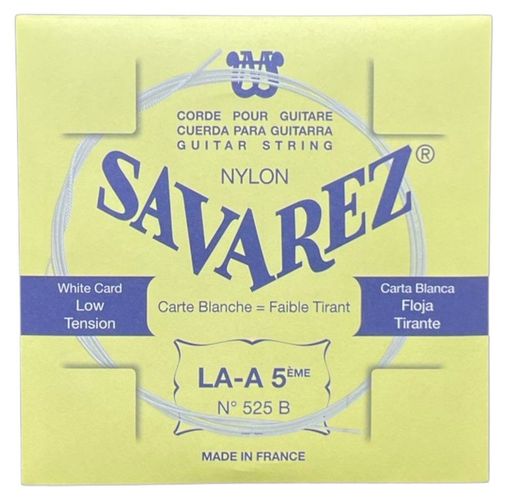 CORDE POUR GUITARE
CUERDA PARA GUITARRA
GUITAR STRING
NYLON
SAVAREZ®
White Card
Low
Tension
Carte Blanche = Faible Tirant
Carta Blanca
Floja
Tirante
LA-A 5ÈME
N° 525 B
MADE IN FRANCE